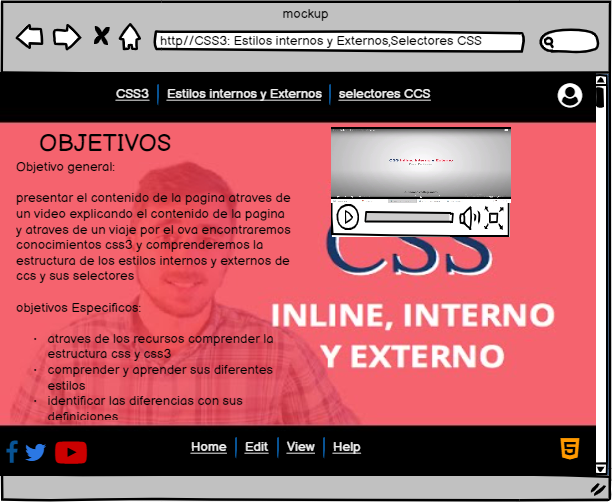 mockup
http//CSS3: Estilos internos y Externos,Selectores CSS
CSS3 Estilos internos y Externos selectores CCS
OBJETIVOS
Objetivo general:
presentar el contenido de la pagina atraves de
un video explicando el contenido de la pagina
y atraves de un viaje por el ova encontraremos
conocimientos css3 y comprenderemos la
estructura de los estilos internos y externos de
ccs y sus selectores
objetivos Especificos:
· atraves de los recursos comprender la
estructura css y css3
· comprender y aprender sus diferentes
estilos
· identificar las diferencias con sus
definiciones
CSS
INLINE, INTERNO
Y EXTERNO
Home Edit View Help
5